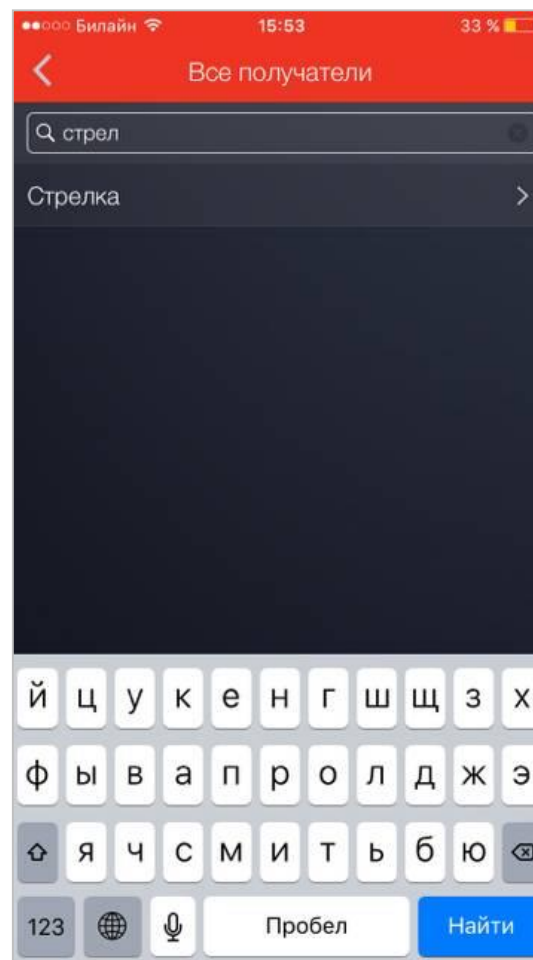 Билайн 15:53 33 %
Все получатели
стрел
Стрелка
й ц у к е н г ш щ з х
ф ы в а п р о л д ж э
я ч с м и т ь б ю
123 Пробел Найти